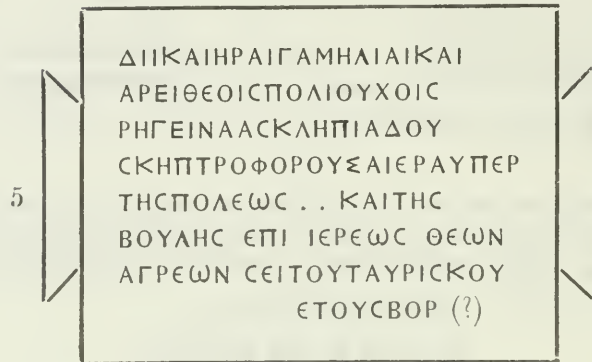 ΔΙΙΚΑΙΗΡΑΙΓΑΜΗΛΙΑΙΚΑΙ
ΑΡΕΙΘΕΟΙϹΠΟΛΙΟΥΧΟΙϹ
ΡΗΓΕΙΝΑΑϹΚΛΗΠΙΑΔΟΥ
ϹΚΗΠΤΡΟΦΟΡΟΥΣΑΙΕΡΑΥΠΕΡ
5 ΤΗϹΠΟΛΕωϹ . . ΚΑΙΤΗϹ
ΒΟΥΛΗϹ ΕΠΙ ΙΕΡΕωϹ ΘΕωΝ
ΑΓΡΕωΝ ϹΕΙΤΟΥΤΑΥΡΙϹΚΟΥ
ΕΤΟΥϹΒΟΡ (?)